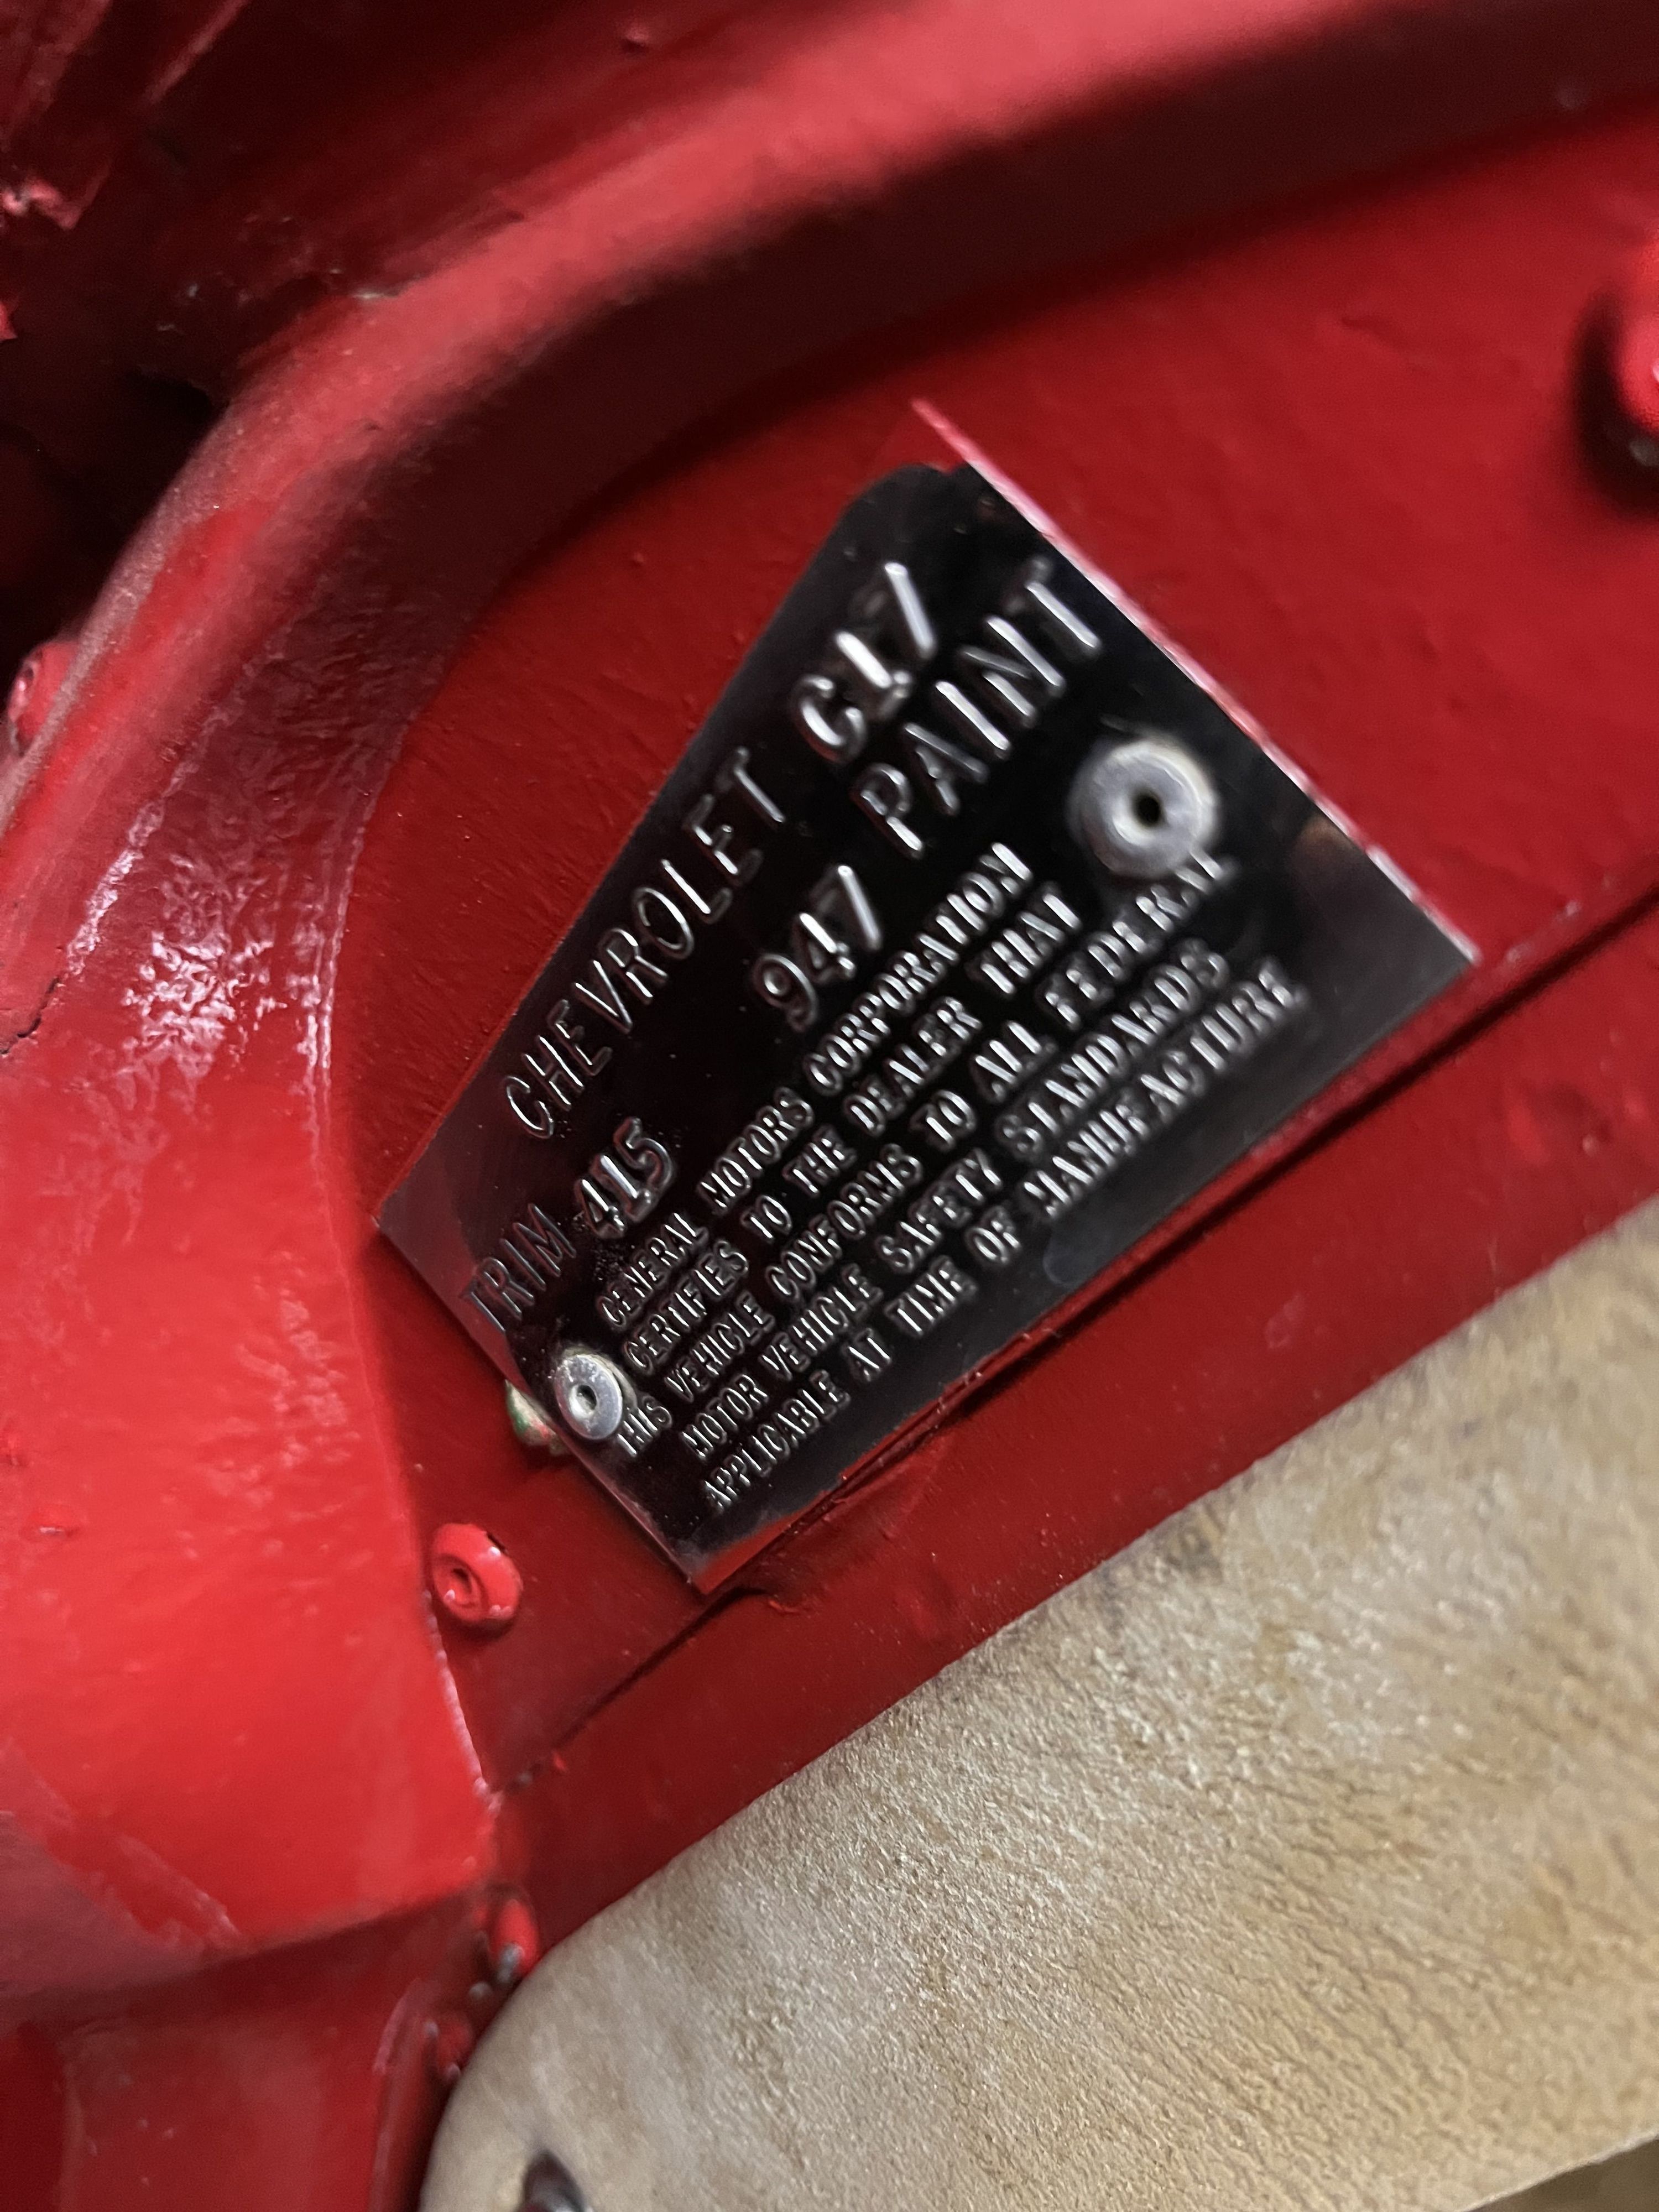 CHEVROLET C17
TRIM 415 947 PAINT
GENERAL MOTORS CORPORATION
CERTIFIES TO THE DEALER THAT
THIS VEHICLE CONFORMS TO ALL FEDERAL
MOTOR VEHICLE SAFETY STANDARDS
APPLICABLE AT TIME OF MANUFACTURE